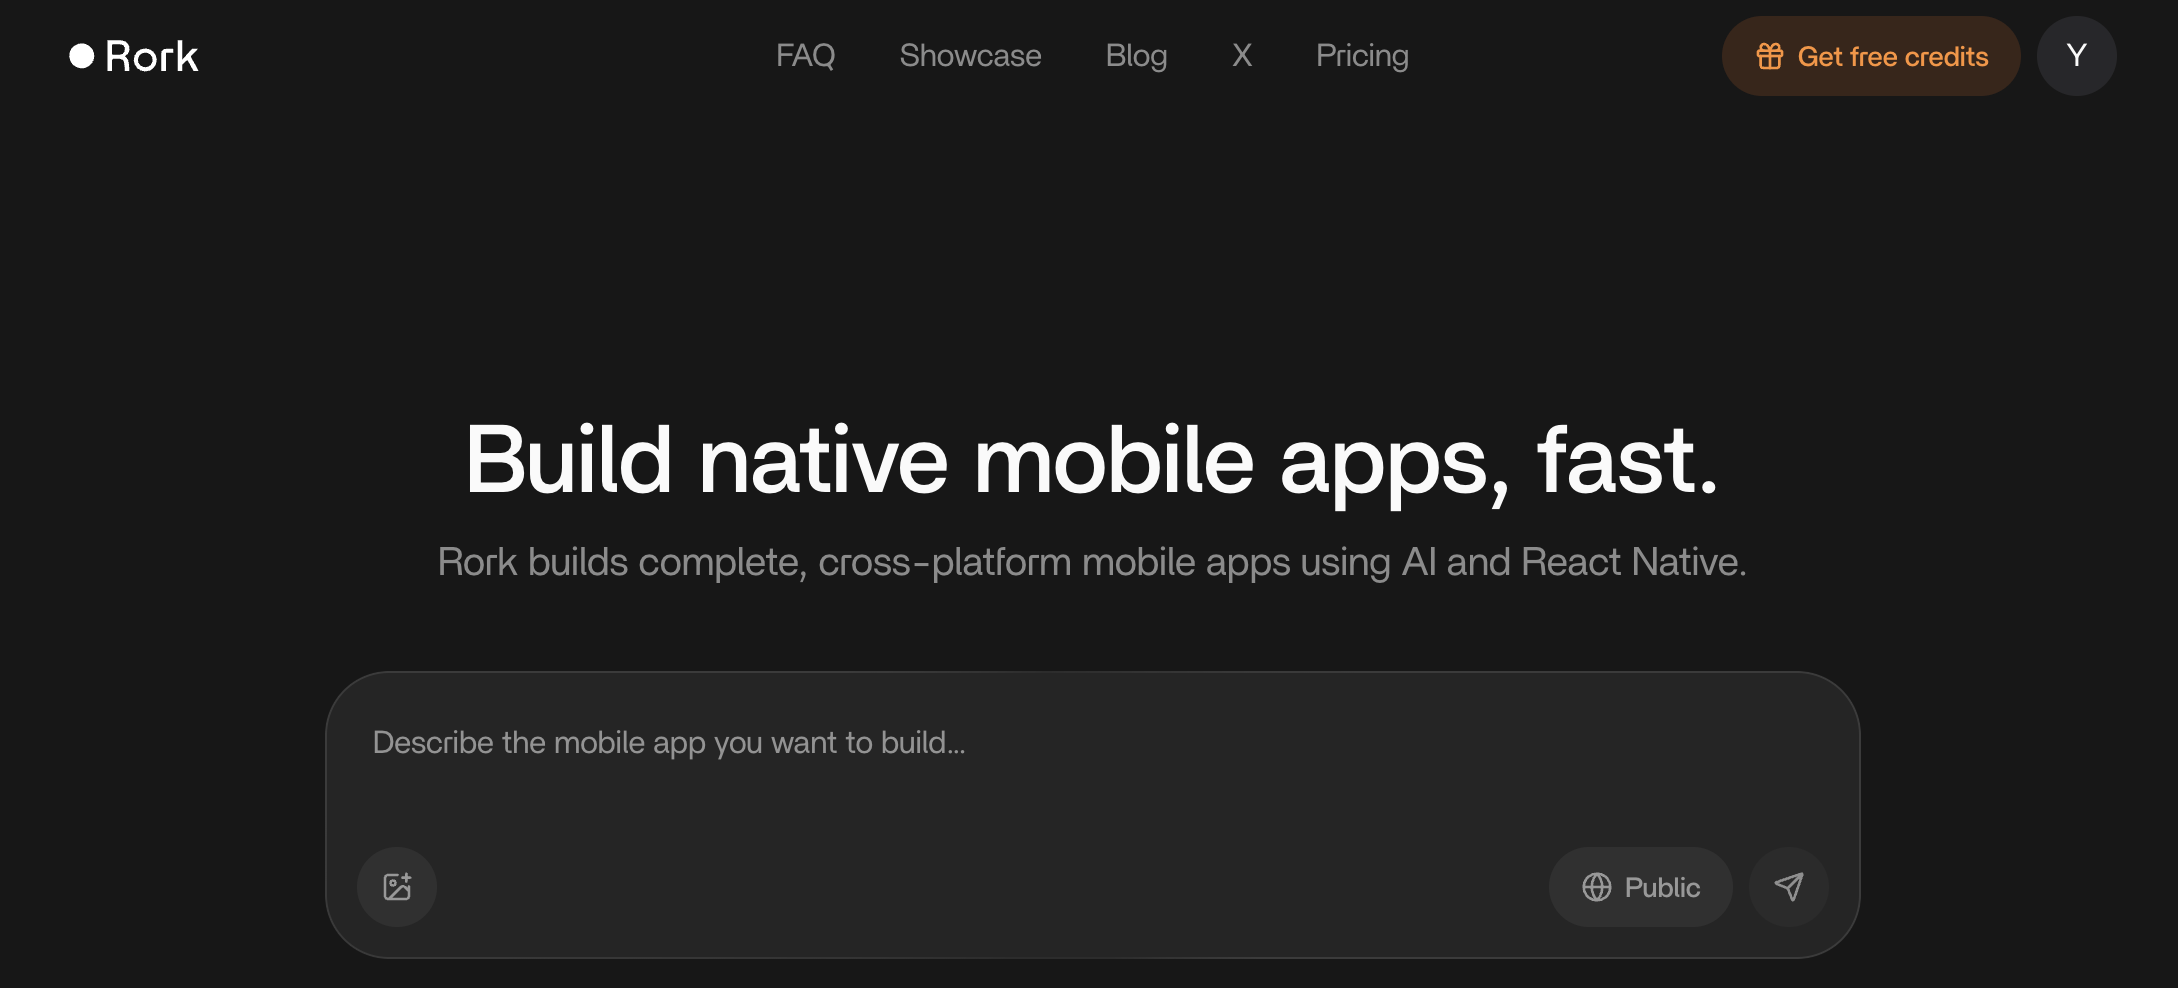 Rork
FAQ Showcase Blog X Pricing
Get free credits
Y
Build native mobile apps, fast.
Rork builds complete, cross-platform mobile apps using AI and React Native.
Describe the mobile app you want to build...
Public